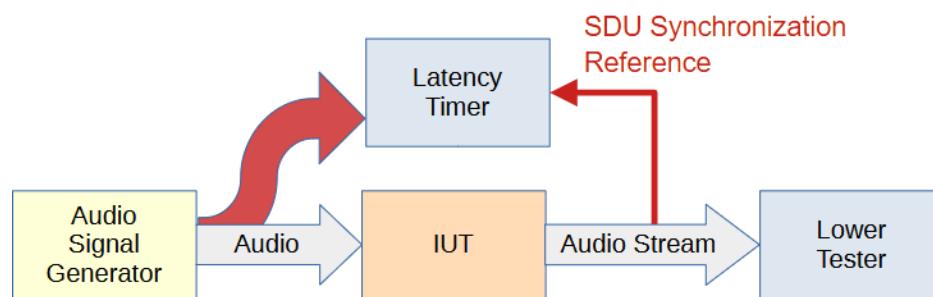 SDU Synchronization
Reference
Latency
Timer
Audio
Signal
Generator
Audio
IUT
Audio Stream
Lower
Tester